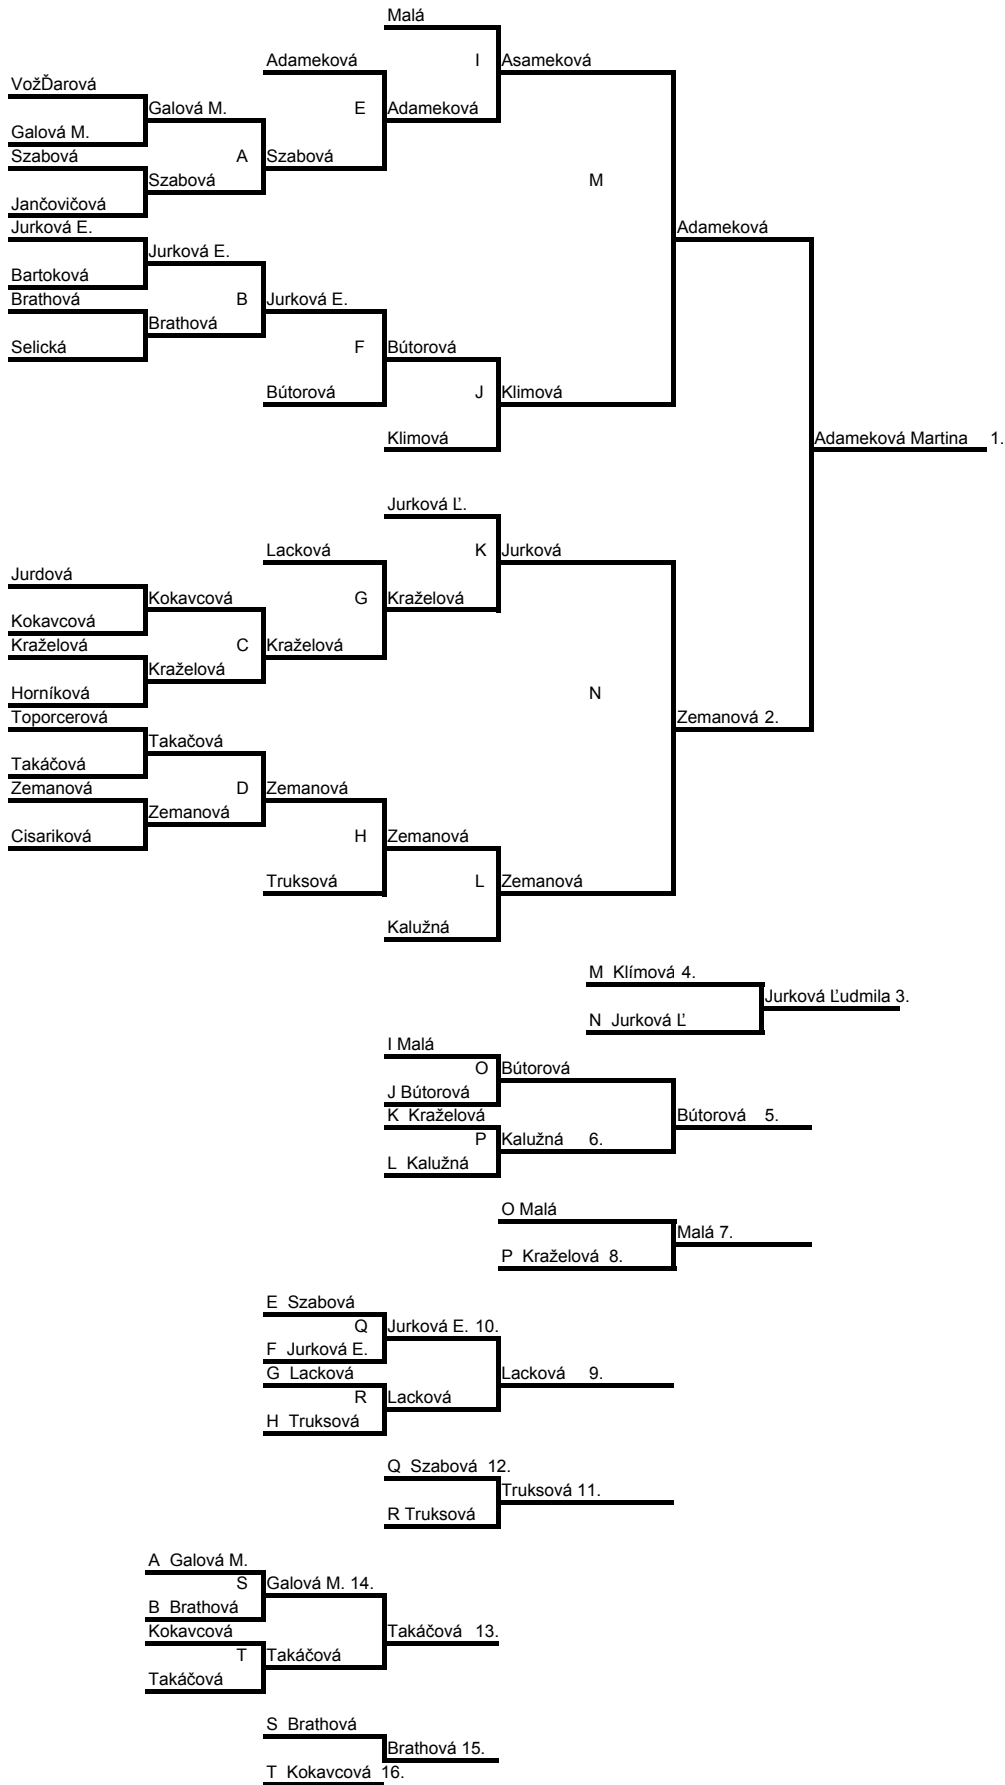 Malá
Adameková I Asameková
VožĎarová
Galová M. E Adameková
Galová M.
Szabová A Szabová
Szabová M
Jančovičová
Jurková E. Adameková
Jurková E.
Bartoková
Brathová B Jurková E.
Brathová
Selická F Bútorová
Bútorová J Klimová
Klimová Adameková Martina 1.
Jurková Ľ.
Lacková K Jurková
Jurdová
Kokavcová G Kraželová
Kokavcová
Kraželová C Kraželová
Kraželová
Horníková N
Toporcerová Zemanová 2.
Takačová
Takáčová
Zemanová D Zemanová
Zemanová
Cisariková H Zemanová
Truksová L Zemanová
Kalužná
M Klímová 4.
Jurková Ľudmila 3.
N Jurková Ľ
I Malá
O Bútorová
J Bútorová
K Kraželová Bútorová 5.
P Kalužná 6.
L Kalužná
O Malá
Malá 7.
P Kraželová 8.
E Szabová
Q Jurková E. 10.
F Jurková E.
G Lacková Lacková 9.
R Lacková
H Truksová
Q Szabová 12.
Truksová 11.
R Truksová
A Galová M.
S Galová M. 14.
B Brathová
Kokavcová Takáčová 13.
T Takáčová
Takáčová
S Brathová
Brathová 15.
T Kokavcová 16.